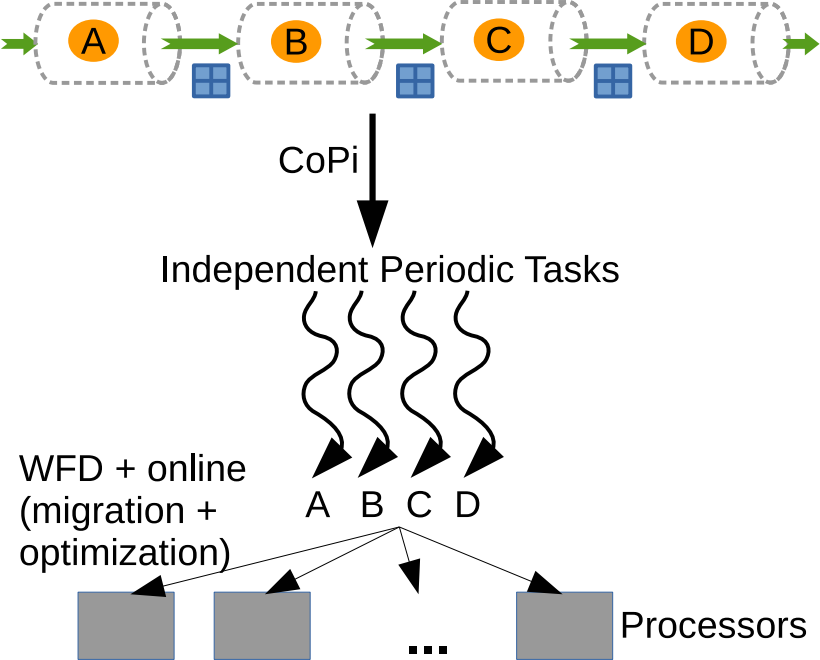 A B C D
CoPi
Independent Periodic Tasks
WFD + online
(migration +
optimization)
A B C D
Processors
...